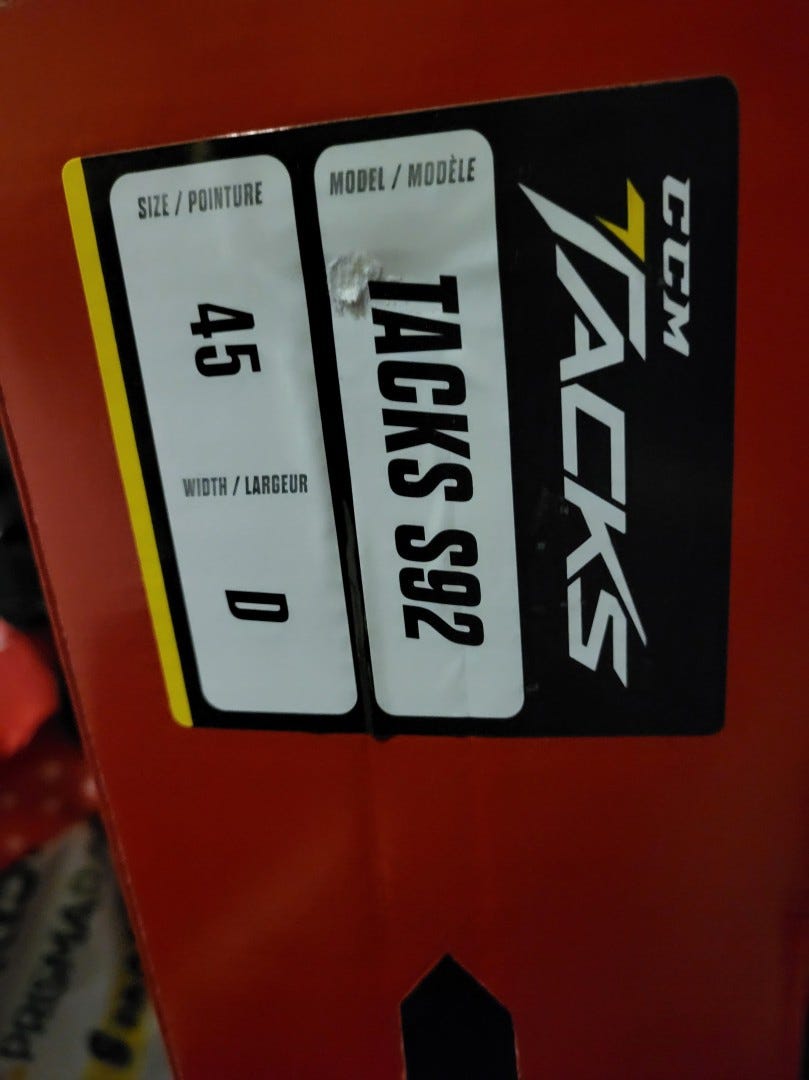 CCM
TACKS
MODEL / MODÈLE
TACKS S92
SIZE / POINTURE
45
WIDTH / LARGEUR
D